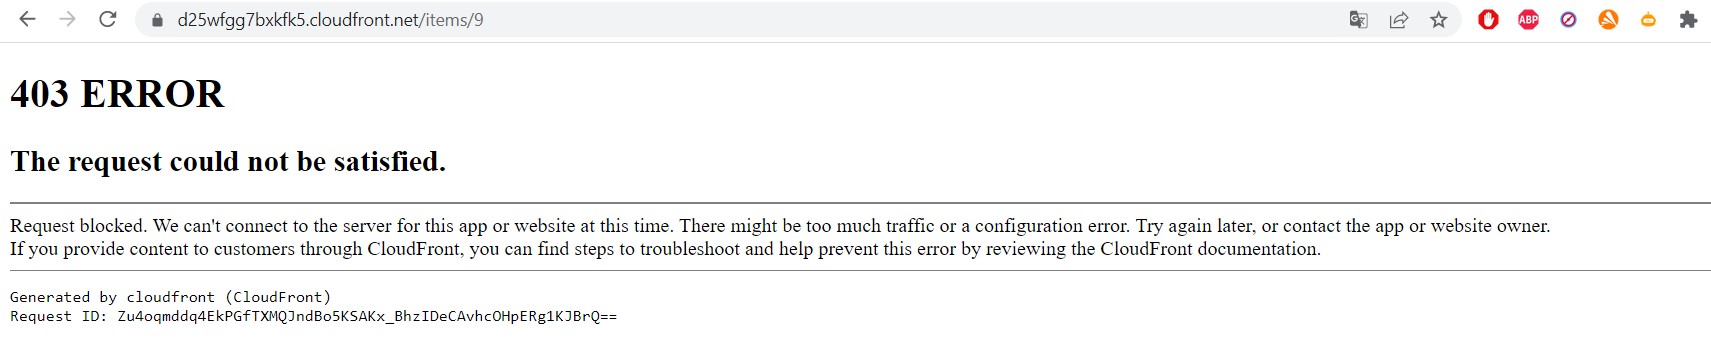 d25wfgg7bxkfk5.cloudfront.net/items/9
ABP
403 ERROR
The request could not be satisfied.
Request blocked. We can't connect to the server for this app or website at this time. There might be too much traffic or a configuration error. Try again later, or contact the app or website owner.
If you provide content to customers through CloudFront, you can find steps to troubleshoot and help prevent this error by reviewing the CloudFront documentation.
Generated by cloudfront (CloudFront)
Request ID: Zu4oqmddq4EkPGfTXMQJndBo5KSAKx_BhzIDeCAvhcOHpERg1KJBrQ==